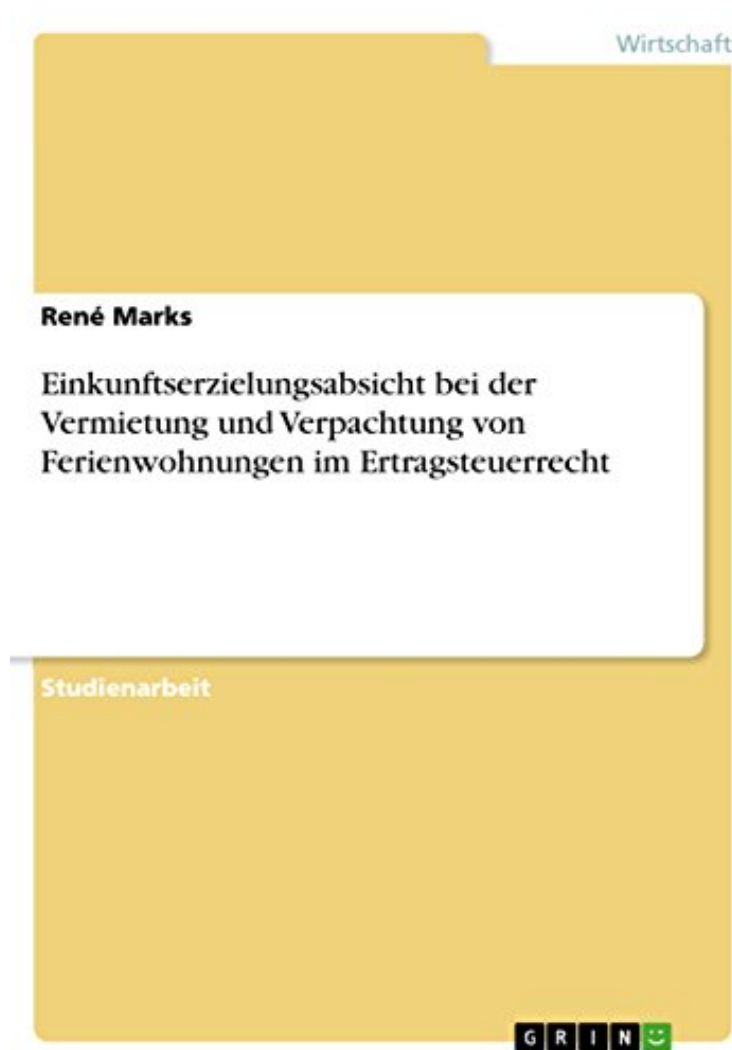 Wirtschaft
René Marks
Einkunftserzielungsabsicht bei der
Vermietung und Verpachtung von
Ferienwohnungen im Ertragsteuerrecht
Studienarbeit
GRIN